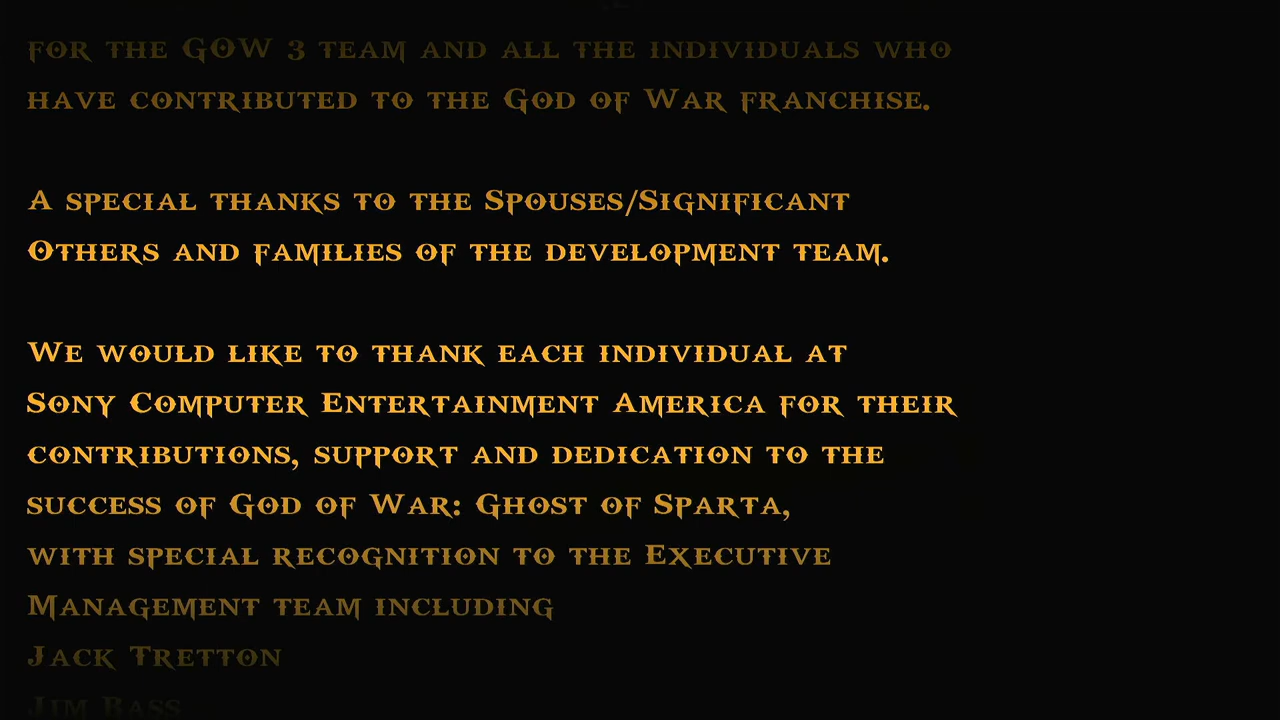 for the GOW 3 team and all the individuals who
have contributed to the God of War franchise.
A special thanks to the Spouses/Significant
Others and families of the development team.
We would like to thank each individual at
Sony Computer Entertainment America for their
contributions, support and dedication to the
success of God of War: Ghost of Sparta,
with special recognition to the Executive
Management team including
Jack Tretton
Jim Bass